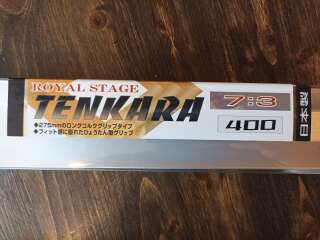 ROYAL STAGE
TENKARA
7:3
400
◆275mmのロングコルクグリップタイプ
◆フィット感に優れたひょうたん型グリップ
日本製